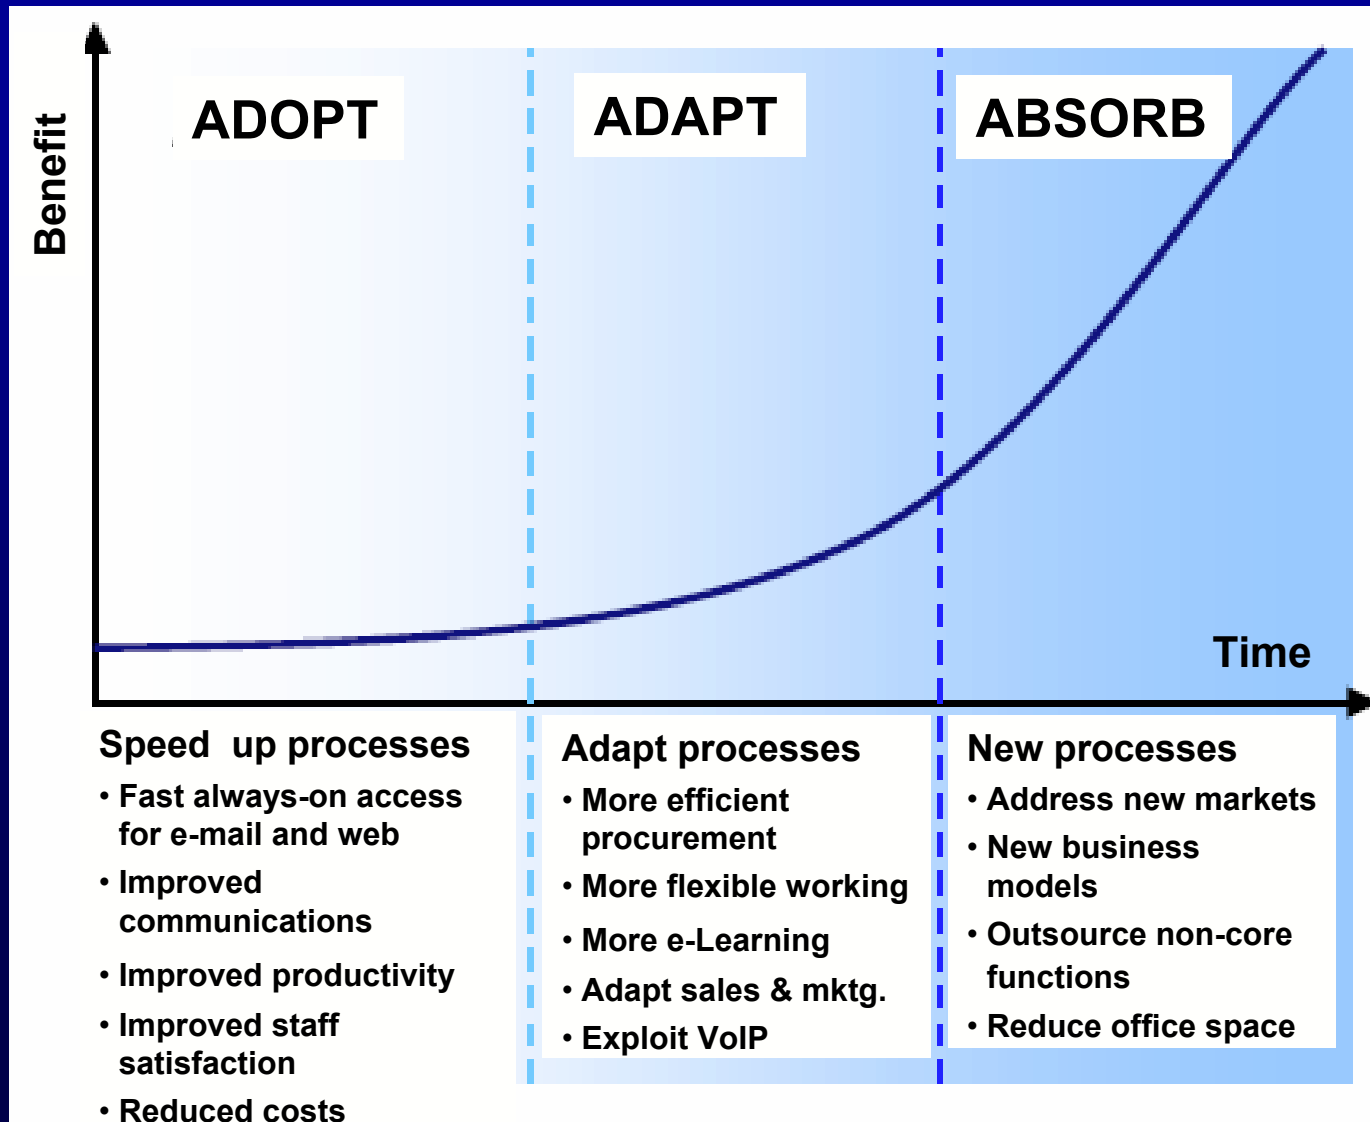 ADOPT
ADAPT
ABSORB
Benefit
Time
Speed up processes
• Fast always-on access
for e-mail and web
• Improved
communications
• Improved productivity
• Improved staff
satisfaction
• Reduced costs
Adapt processes
• More efficient
procurement
• More flexible working
• More e-Learning
• Adapt sales & mktg.
• Exploit VoIP
New processes
• Address new markets
• New business
models
• Outsource non-core
functions
• Reduce office space